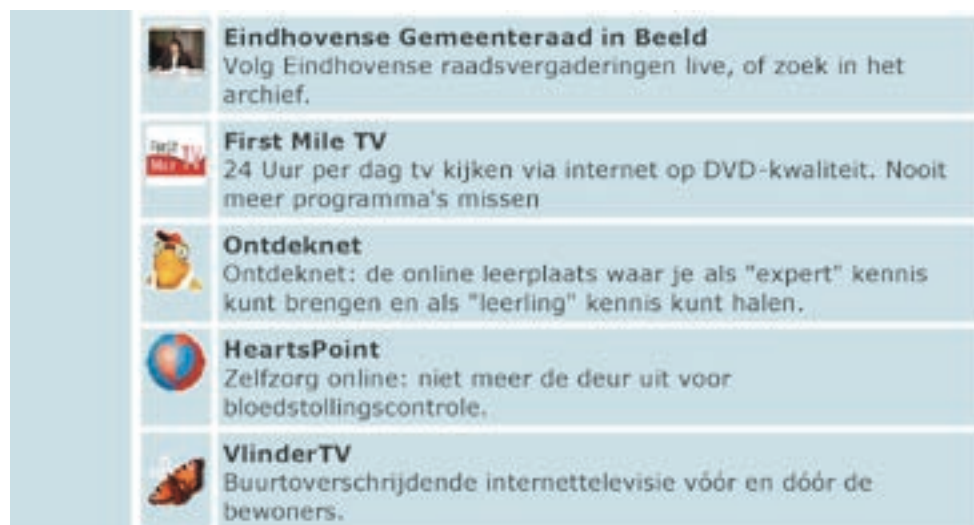 Eindhovense Gemeenteraad in Beeld
Volg Eindhovense raadsvergaderingen live, of zoek in het
archief.
First Mile TV
First Mile TV
24 Uur per dag tv kijken via internet op DVD-kwaliteit. Nooit
meer programma's missen
Ontdeknet
Ontdeknet: de online leerplaats waar je als "expert" kennis
kunt brengen en als "leerling" kennis kunt halen.
HeartsPoint
Zelfzorg online: niet meer de deur uit voor
bloedstollingscontrole.
VlinderTV
Buurtoverschrijdende internettelevisie vóór en dóór de
bewoners.